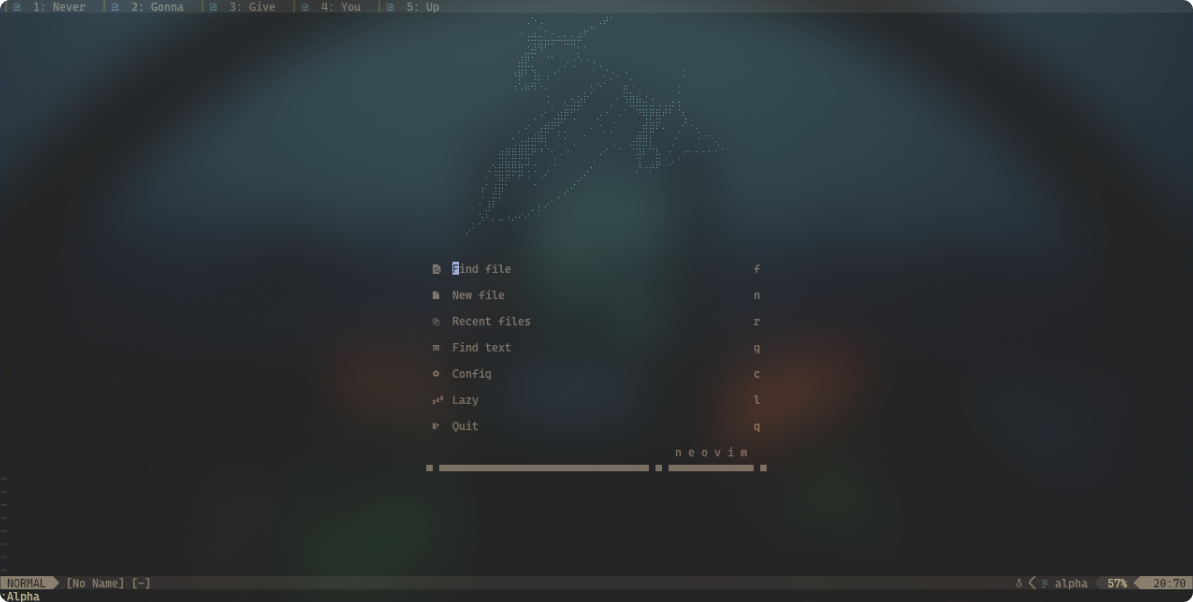 1: Never 2: Gonna 3: Give 4: You 5: Up
Find file f
New file n
Recent files r
Find text g
Config c
Lazy l
Quit q
neovim
~
~
~
~
~
~
~
~
NORMAL [No Name] [-] alpha 57% 20:70
:Alpha